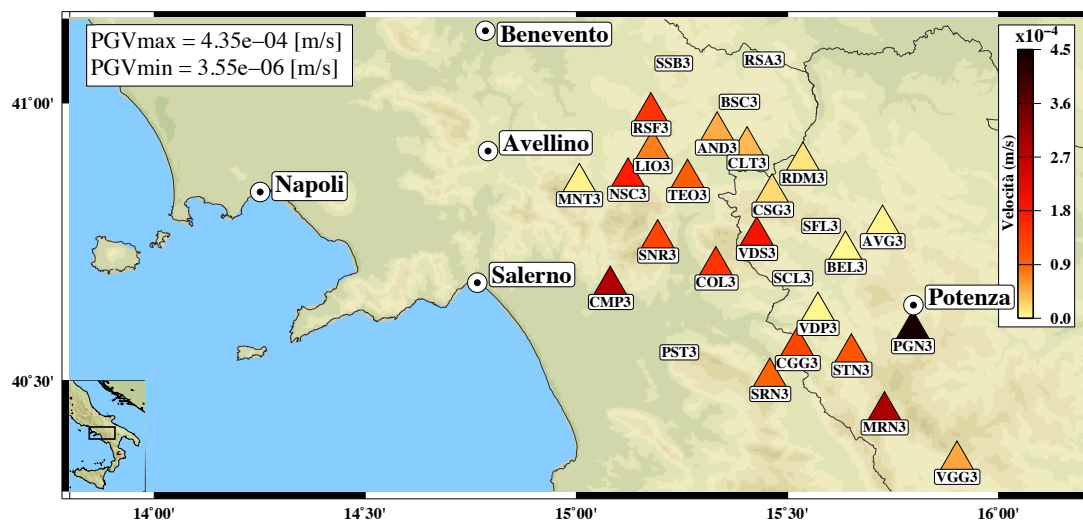 PGVmax = 4.35e−04 [m/s]
PGVmin = 3.55e−06 [m/s]
Benevento
SSB3
RSA3
x10⁻⁴
4.5
3.6
2.7
1.8
0.9
0.0
Velocità (m/s)
41˚00'
BSC3
RSF3
AND3
Avellino
LIO3
CLT3
RDM3
Napoli
MNT3
NSC3
TEO3
CSG3
SFL3
AVG3
SNR3
VDS3
BEL3
Salerno
COL3
SCL3
CMP3
Potenza
VDP3
PGN3
PST3
CGG3
STN3
40˚30'
SRN3
MRN3
VGG3
14˚00'
14˚30'
15˚00'
15˚30'
16˚00'